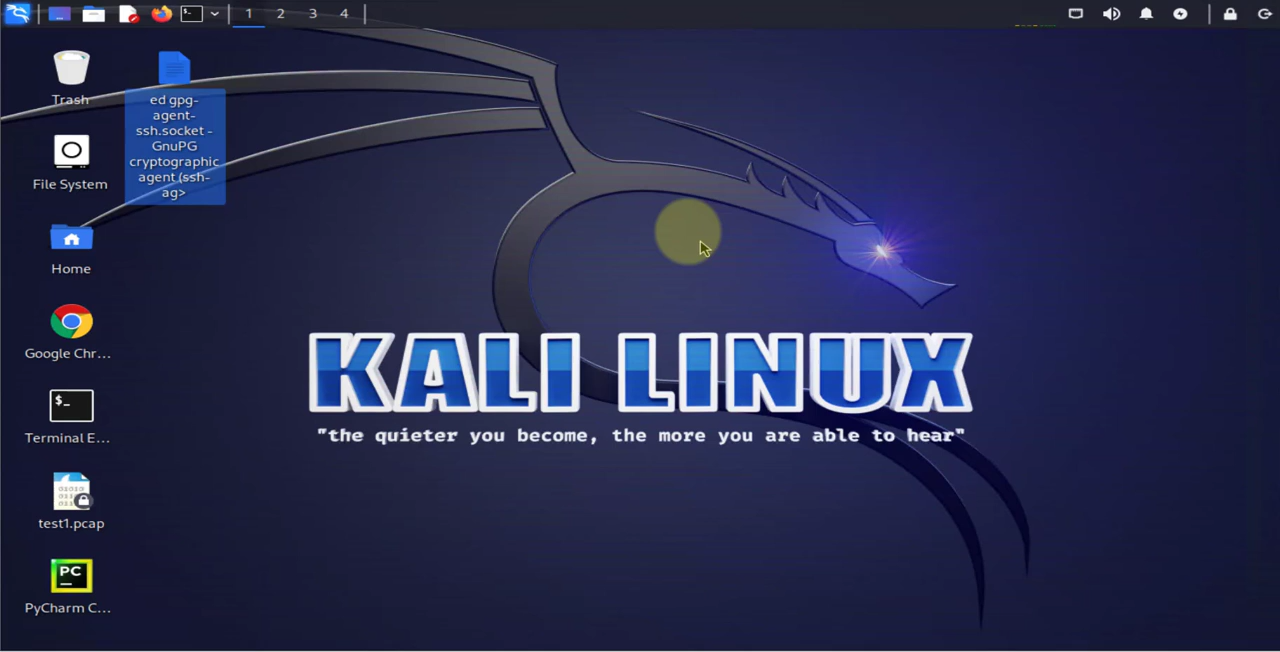 $_
1 2 3 4
Trash
ed gpg-
agent-
ssh.socket -
GnuPG
cryptographic
agent (ssh-
ag>
File System
Home
Google Chr...
$_
Terminal E...
test1.pcap
PC
PyCharm C...
KALI LINUX
"the quieter you become, the more you are able to hear"